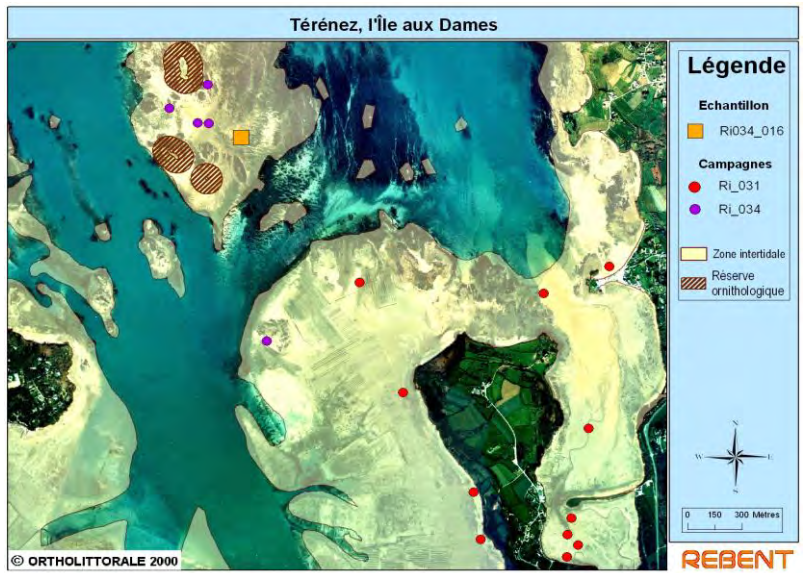 Térénez, l'Île aux Dames
Légende
Echantillon
Ri034_016
Campagnes
Ri_031
Ri_034
Zone intertidale
Réserve
ornithologique
N
W E
S
0 150 300 Mètres
© ORTHOLITTORALE 2000
REBENT